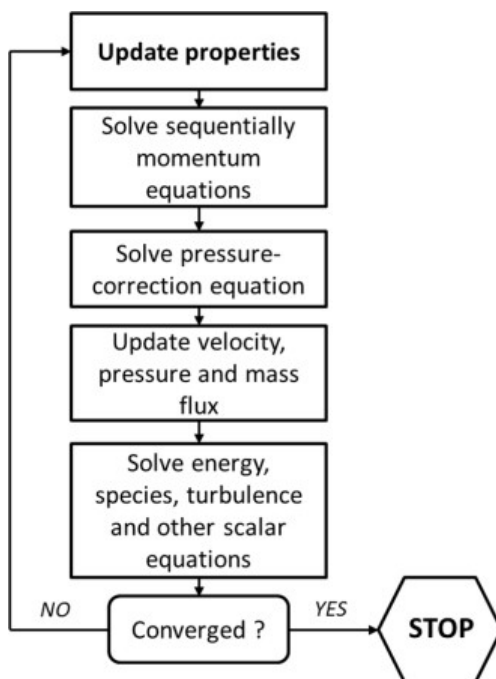 Update properties
Solve sequentially
momentum
equations
Solve pressure-
correction equation
Update velocity,
pressure and mass
flux
Solve energy,
species, turbulence
and other scalar
equations
NO
Converged ?
YES
STOP